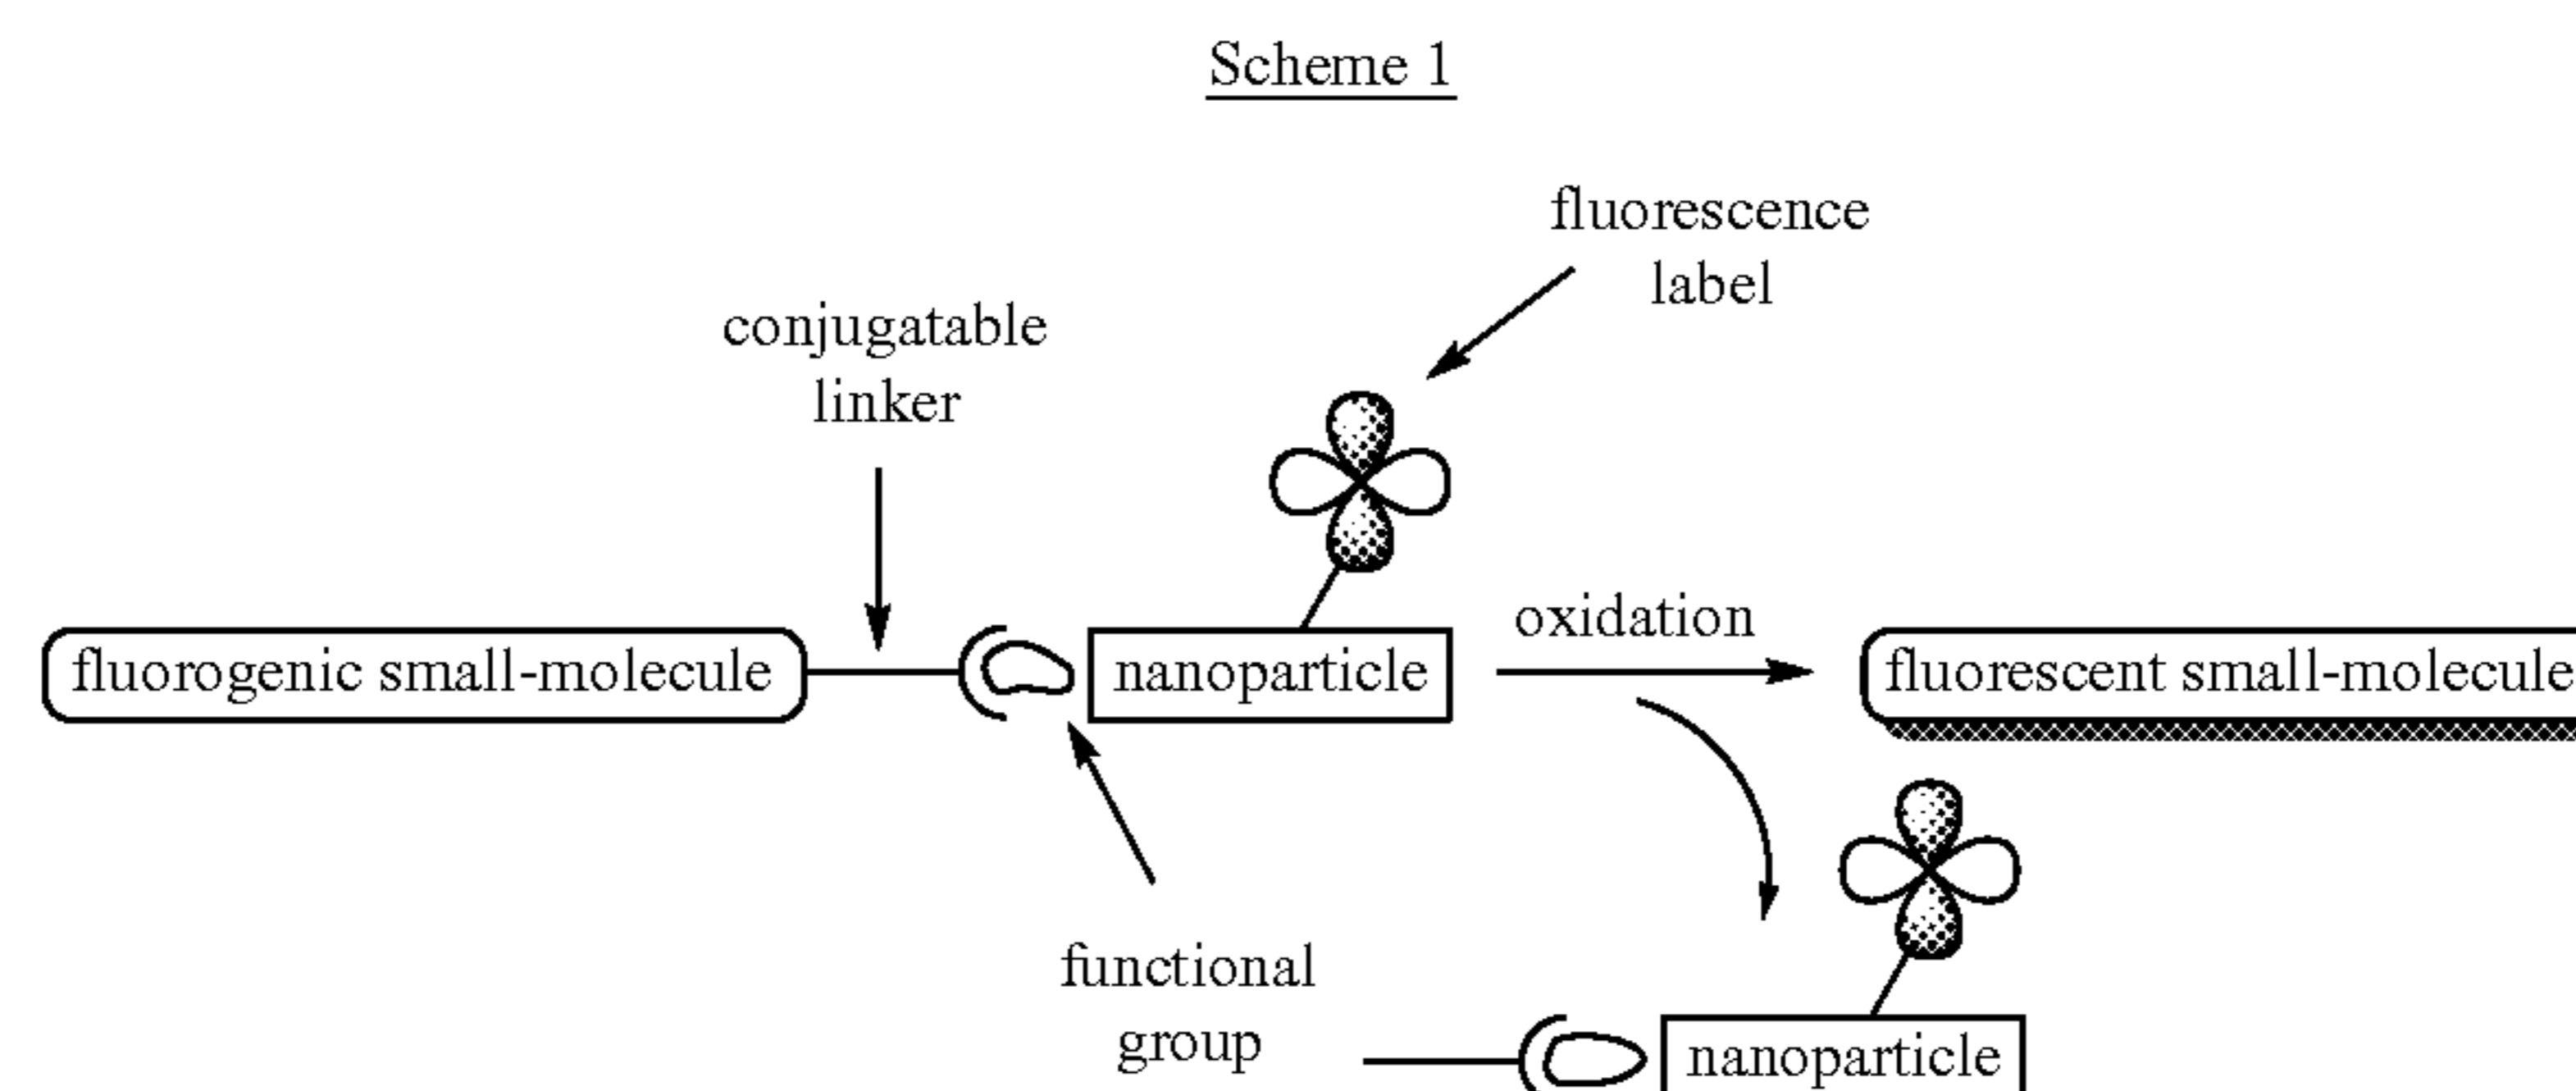 Scheme 1
fluorescence
label
conjugatable
linker
fluorogenic small-molecule
nanoparticle
oxidation
fluorescent small-molecule
functional
group
nanoparticle